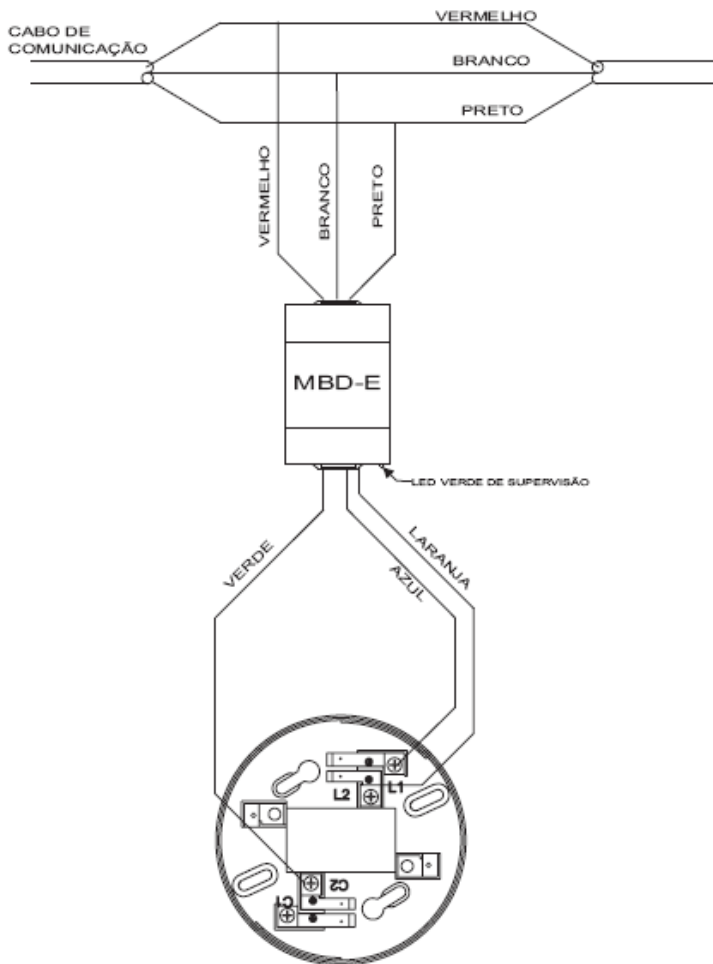 VERMELHO
CABO DE
COMUNICAÇÃO
BRANCO
PRETO
VERMELHO
BRANCO
PRETO
MBD-E
LED VERDE DE SUPERVISÃO
VERDE
AZUL
LARANJA
L1
L2
C2
C1